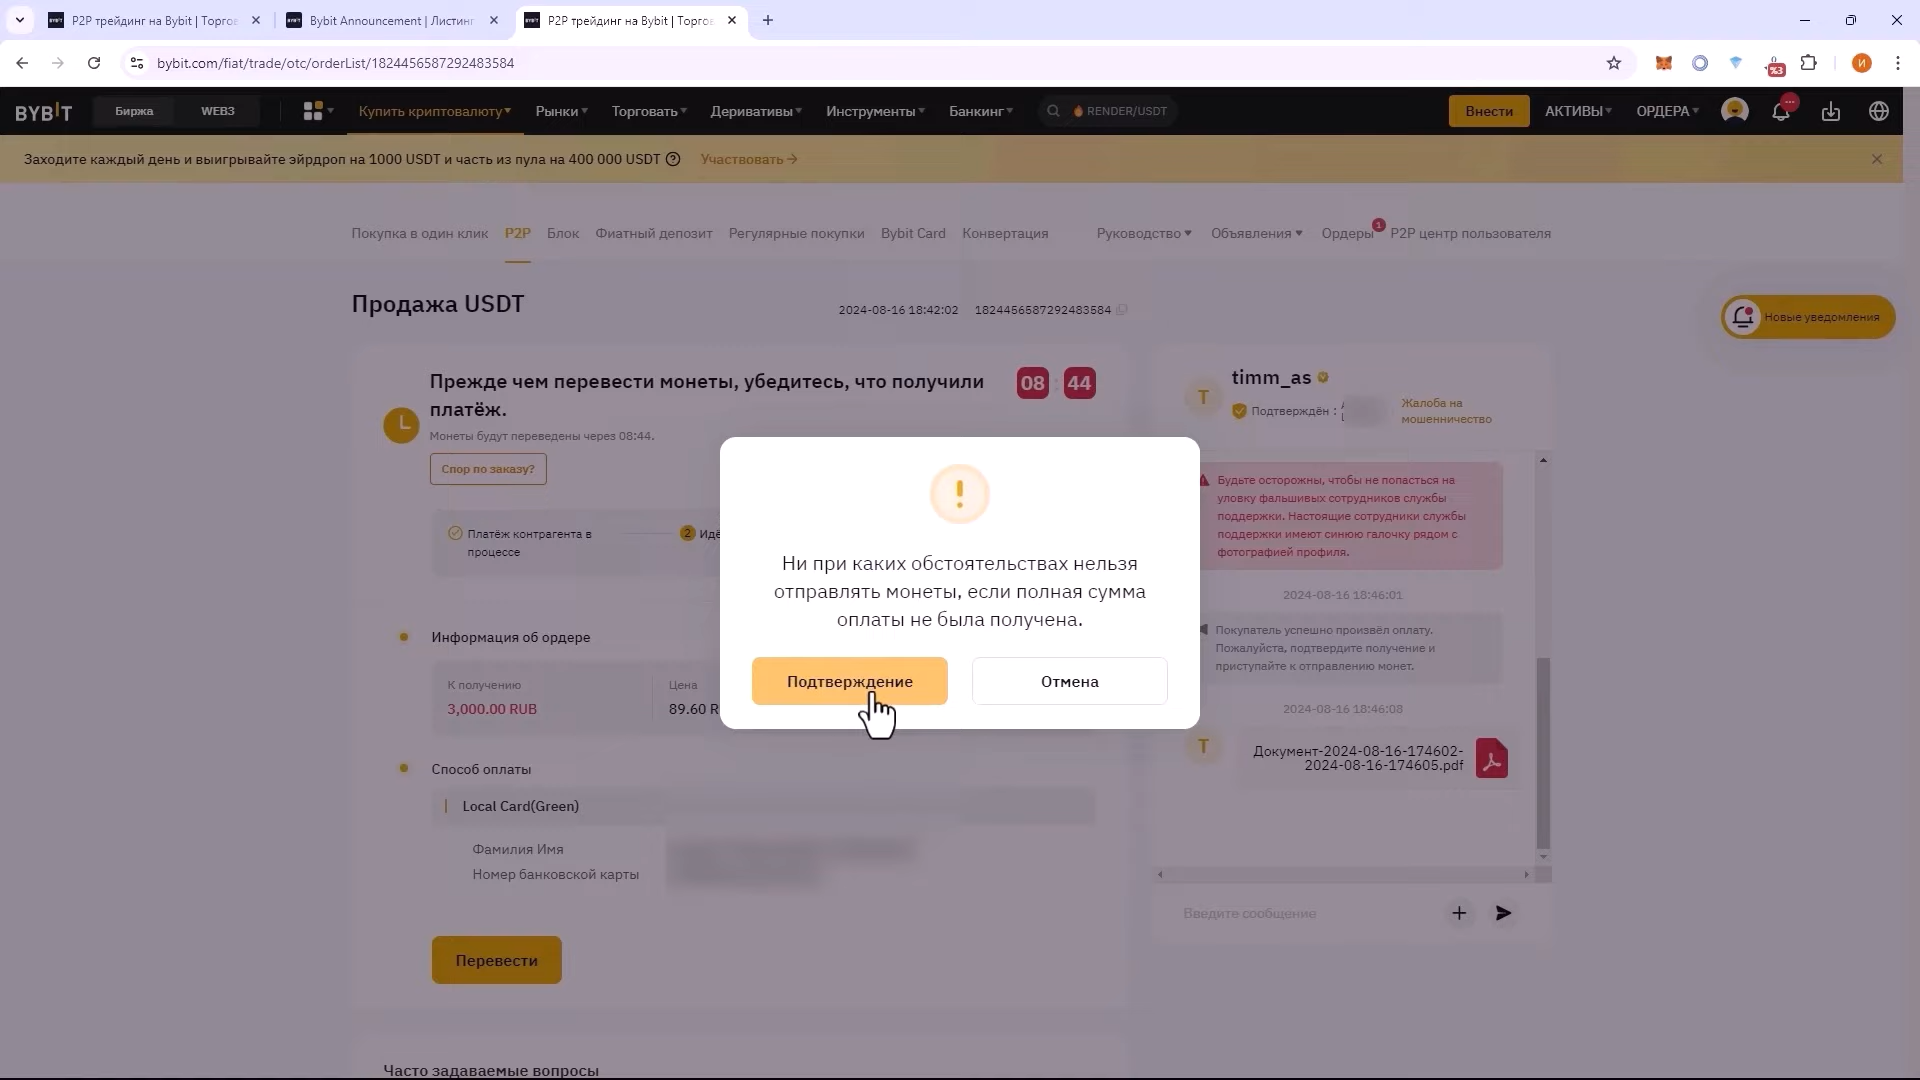 P2P трейдинг на Bybit | Торгов
Bybit Announcement | Листинг
P2P трейдинг на Bybit | Торгов
bybit.com/fiat/trade/otc/orderList/1824456587292483584
%3
И
BYBIT
Биржа
WEB3
Купить криптовалюту
Рынки
Торговать
Деривативы
Инструменты
Банкинг
RENDER/USDT
Внести
АКТИВЫ
ОРДЕРА
Заходите каждый день и выигрывайте эйрдроп на 1000 USDT и часть из пула на 400 000 USDT
Участвовать
Покупка в один клик
P2P
Блок
Фиатный депозит
Регулярные покупки
Bybit Card
Конвертация
Руководство
Объявления
Ордеры
1
P2P центр пользователя
Продажа USDT
2024-08-16 18:42:02
1824456587292483584
Новые уведомления
Прежде чем перевести монеты, убедитесь, что получили
платёж.
08 : 44
Монеты будут переведены через 08:44.
Спор по заказу?
Платёж контрагента в
процессе
2
Информация об ордере
К получению
3,000.00 RUB
Цена
89.60
Способ оплаты
Local Card(Green)
Фамилия Имя
Номер банковской карты
Перевести
Часто задаваемые вопросы
Ни при каких обстоятельствах нельзя
отправлять монеты, если полная сумма
оплаты не была получена.
Подтверждение
Отмена
T
timm_as
Подтверждён :
Жалоба на
мошенничество
Будьте осторожны, чтобы не попасться на
уловку фальшивых сотрудников службы
поддержки. Настоящие сотрудники службы
поддержки имеют синюю галочку рядом с
фотографией профиля.
2024-08-16 18:46:01
Покупатель успешно произвёл оплату.
Пожалуйста, подтвердите получение и
приступайте к отправлению монет.
2024-08-16 18:46:08
T
Документ-2024-08-16-174602-
2024-08-16-174605.pdf
Введите сообщение